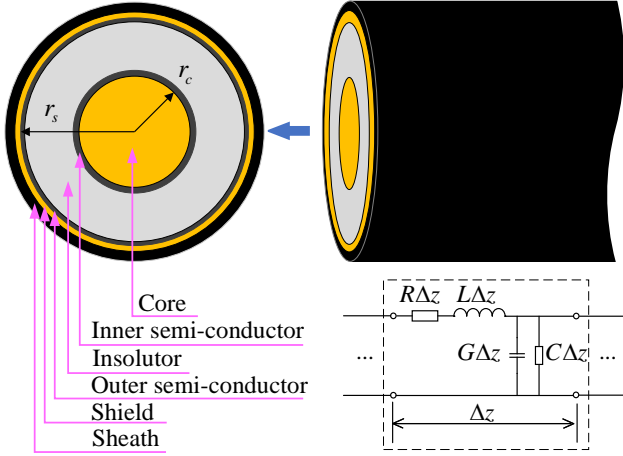 r_c
r_s
Core
Inner semi-conductor
Insolutor
Outer semi-conductor
Shield
Sheath
RΔz LΔz
... GΔz CΔz ...
Δz